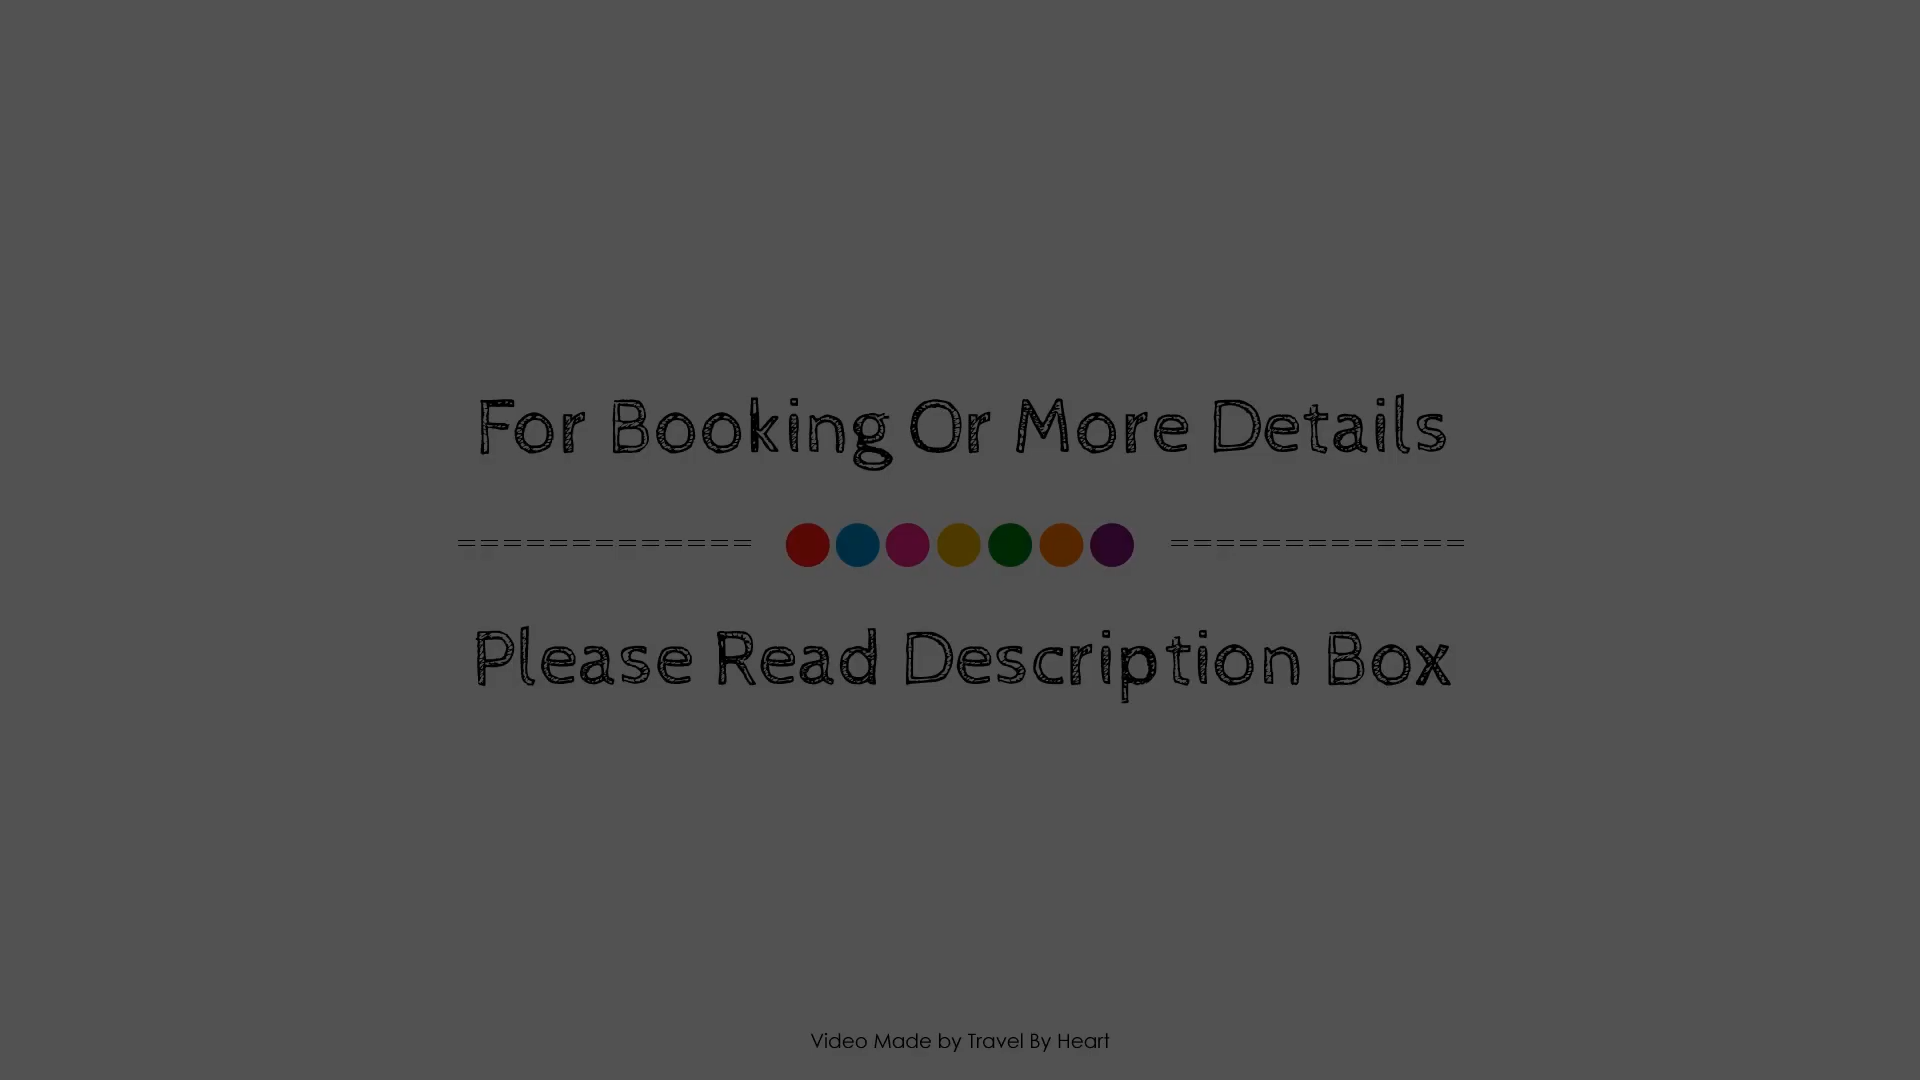 For Booking Or More Details
============= =============
Please Read Description Box
Video Made by Travel By Heart